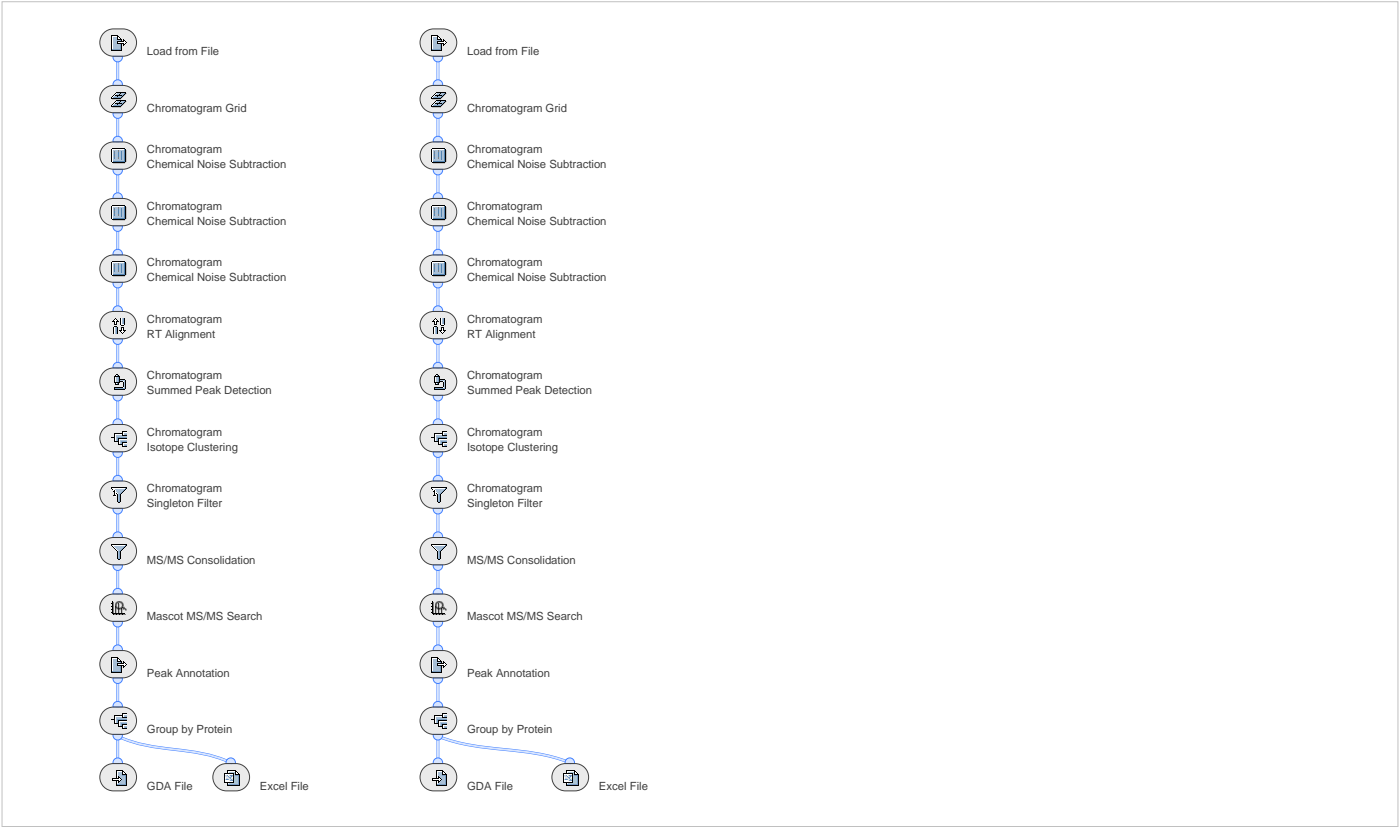 Load from File
Chromatogram Grid
Chromatogram
Chemical Noise Subtraction
Chromatogram
Chemical Noise Subtraction
Chromatogram
Chemical Noise Subtraction
Chromatogram
RT Alignment
Chromatogram
Summed Peak Detection
Chromatogram
Isotope Clustering
Chromatogram
Singleton Filter
MS/MS Consolidation
Mascot MS/MS Search
Peak Annotation
Group by Protein
GDA File
Excel File
Load from File
Chromatogram Grid
Chromatogram
Chemical Noise Subtraction
Chromatogram
Chemical Noise Subtraction
Chromatogram
Chemical Noise Subtraction
Chromatogram
RT Alignment
Chromatogram
Summed Peak Detection
Chromatogram
Isotope Clustering
Chromatogram
Singleton Filter
MS/MS Consolidation
Mascot MS/MS Search
Peak Annotation
Group by Protein
GDA File
Excel File